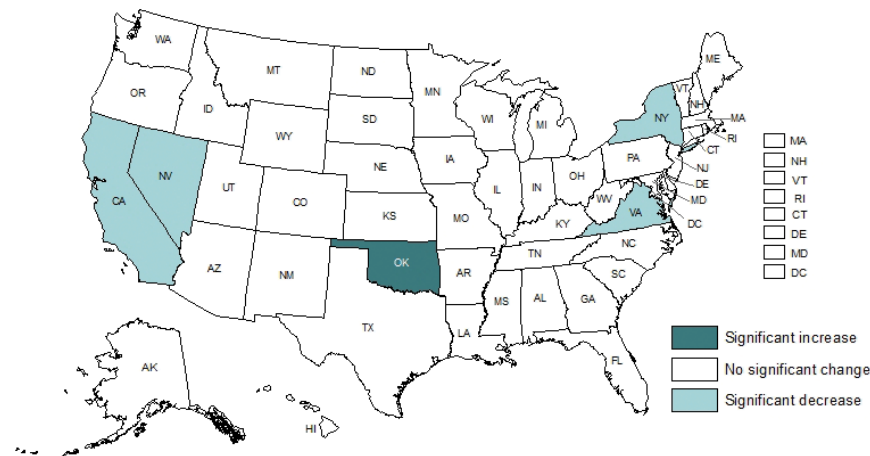 WA
MT
ND
MN
ME
VT
NH
OR
ID
SD
WI
MI
NY
MA
RI
CT
WY
IA
PA
NJ
NE
OH
DE
NV
UT
IL
IN
MD
CA
CO
WV
VA
DC
KS
MO
KY
NC
OK
TN
AZ
NM
AR
SC
MS
AL
GA
TX
LA
FL
AK
HI
MA
NH
VT
RI
CT
DE
MD
DC
Significant increase
No significant change
Significant decrease